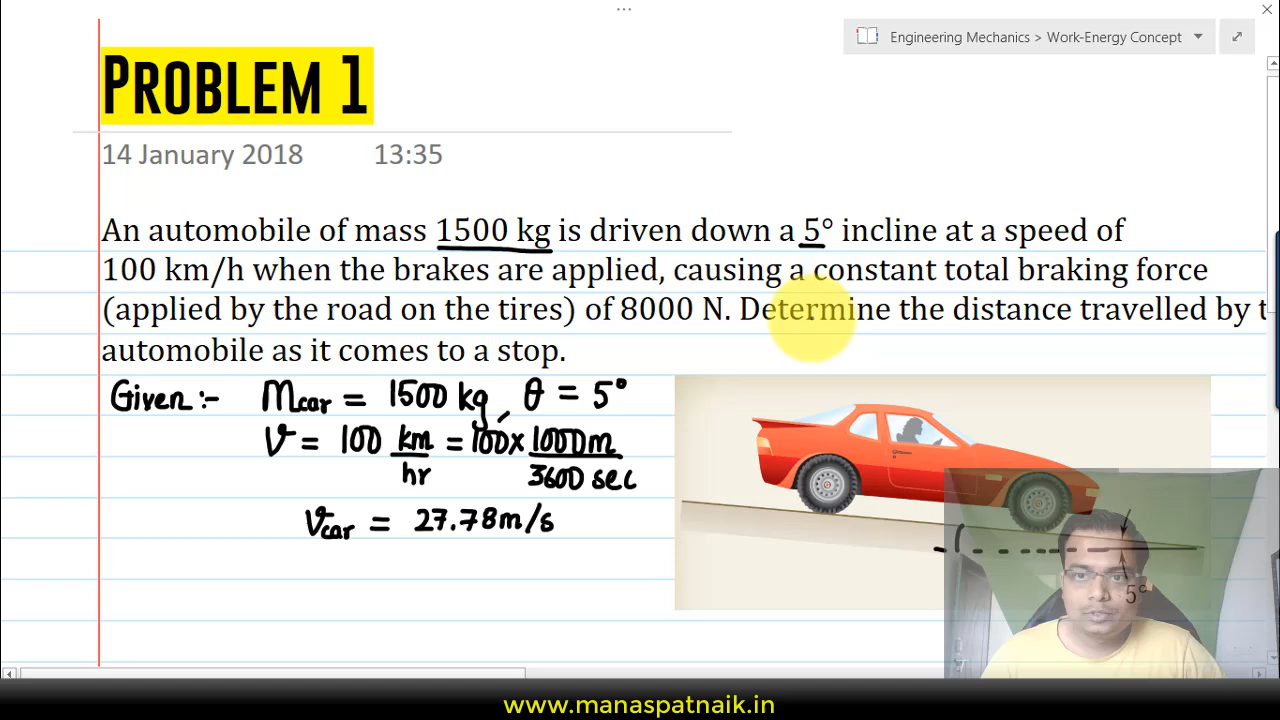 Engineering Mechanics > Work-Energy Concept
PROBLEM 1
14 January 2018 13:35
An automobile of mass 1500 kg is driven down a 5° incline at a speed of
100 km/h when the brakes are applied, causing a constant total braking force
(applied by the road on the tires) of 8000 N. Determine the distance travelled by t
automobile as it comes to a stop.
Given :- Mcar = 1500 kg, θ = 5°
V = 100 km/hr = 100 x 1000m/3600 sec
Vcar = 27.78m/s
5°
www.manaspatnaik.in